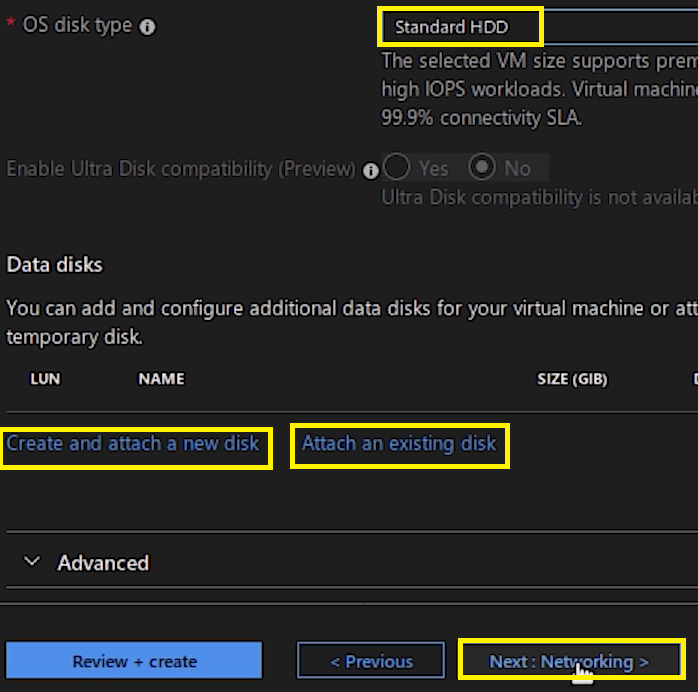 * OS disk type
Standard HDD
The selected VM size supports prem
high IOPS workloads. Virtual machine
99.9% connectivity SLA.
Enable Ultra Disk compatibility (Preview) Yes No
Ultra Disk compatibility is not availab
Data disks
You can add and configure additional data disks for your virtual machine or att
temporary disk.
LUN NAME SIZE (GIB) D
Create and attach a new disk Attach an existing disk
Advanced
Review + create < Previous Next : Networking >